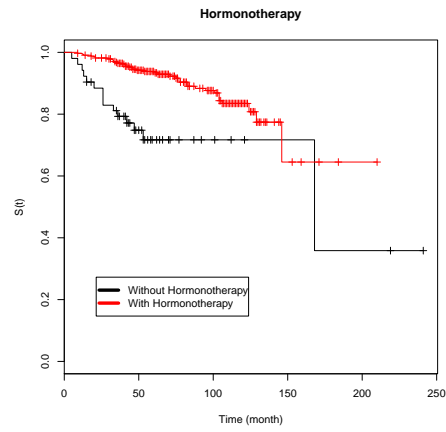 Hormonotherapy
1.0
0.8
0.6
0.4
0.2
0.0
S(t)
Without Hormonotherapy
With Hormonotherapy
0 50 100 150 200 250
Time (month)